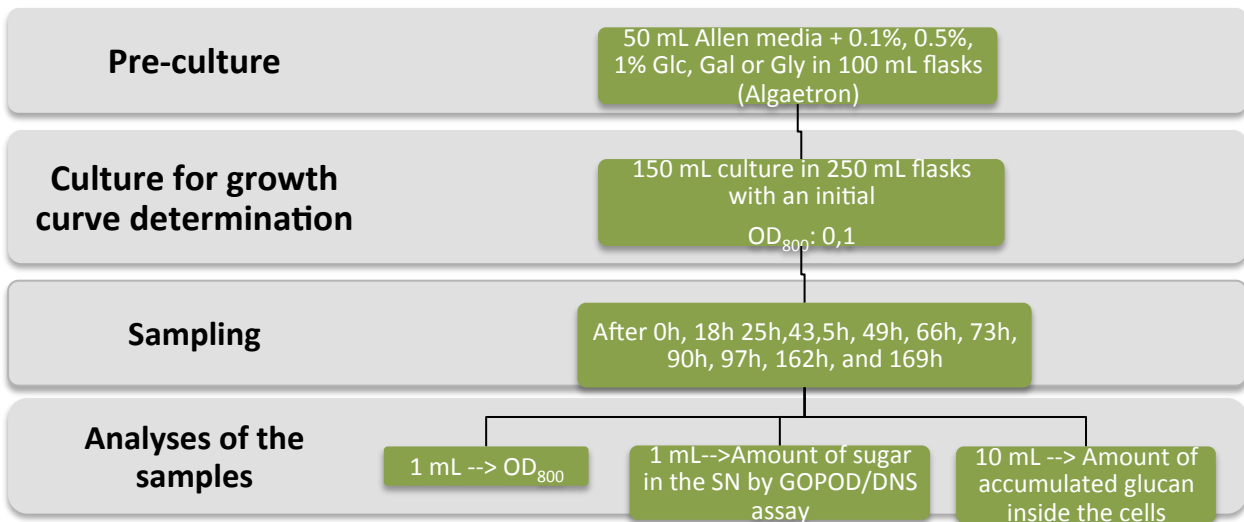 Pre-culture
50 mL Allen media + 0.1%, 0.5%,
1% Glc, Gal or Gly in 100 mL flasks
(Algaetron)
Culture for growth
curve determination
150 mL culture in 250 mL flasks
with an initial
OD₈₀₀: 0,1
Sampling
After 0h, 18h 25h,43,5h, 49h, 66h, 73h,
90h, 97h, 162h, and 169h
Analyses of the
samples
1 mL --> OD₈₀₀
1 mL-->Amount of sugar
in the SN by GOPOD/DNS
assay
10 mL --> Amount of
accumulated glucan
inside the cells